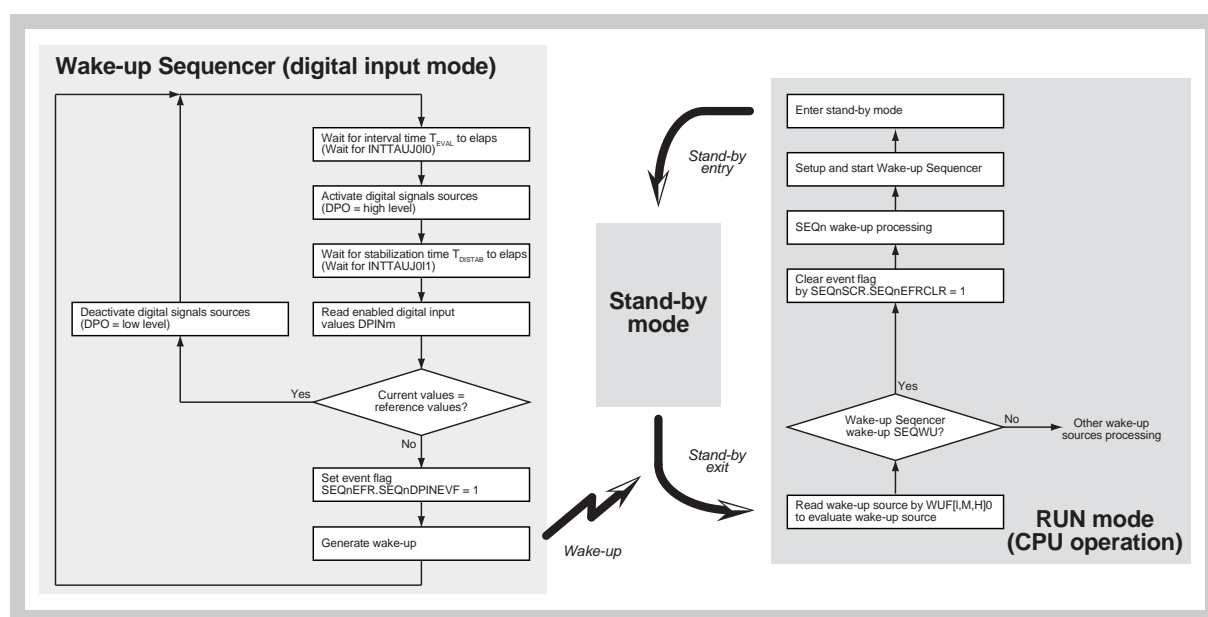 Wake-up Sequencer (digital input mode)
Wait for interval time TEVAL to elaps
(Wait for INTTAUJ0I0)
Activate digital signals sources
(DPO = high level)
Wait for stabilization time TDISTAB to elaps
(Wait for INTTAUJ0I1)
Deactivate digital signals sources
(DPO = low level)
Read enabled digital input
values DPINm
Yes
Current values =
reference values?
No
Set event flag
SEQnEFR.SEQnDPINEVF = 1
Generate wake-up
Wake-up
Stand-by
entry
Stand-by
mode
Stand-by
exit
Enter stand-by mode
Setup and start Wake-up Sequencer
SEQn wake-up processing
Clear event flag
by SEQnSCR.SEQnEFRCLR = 1
Yes
Wake-up Seqencer
wake-up SEQWU?
No
Other wake-up
sources processing
Read wake-up source by WUF[I,M,H]0
to evaluate wake-up source
RUN mode
(CPU operation)